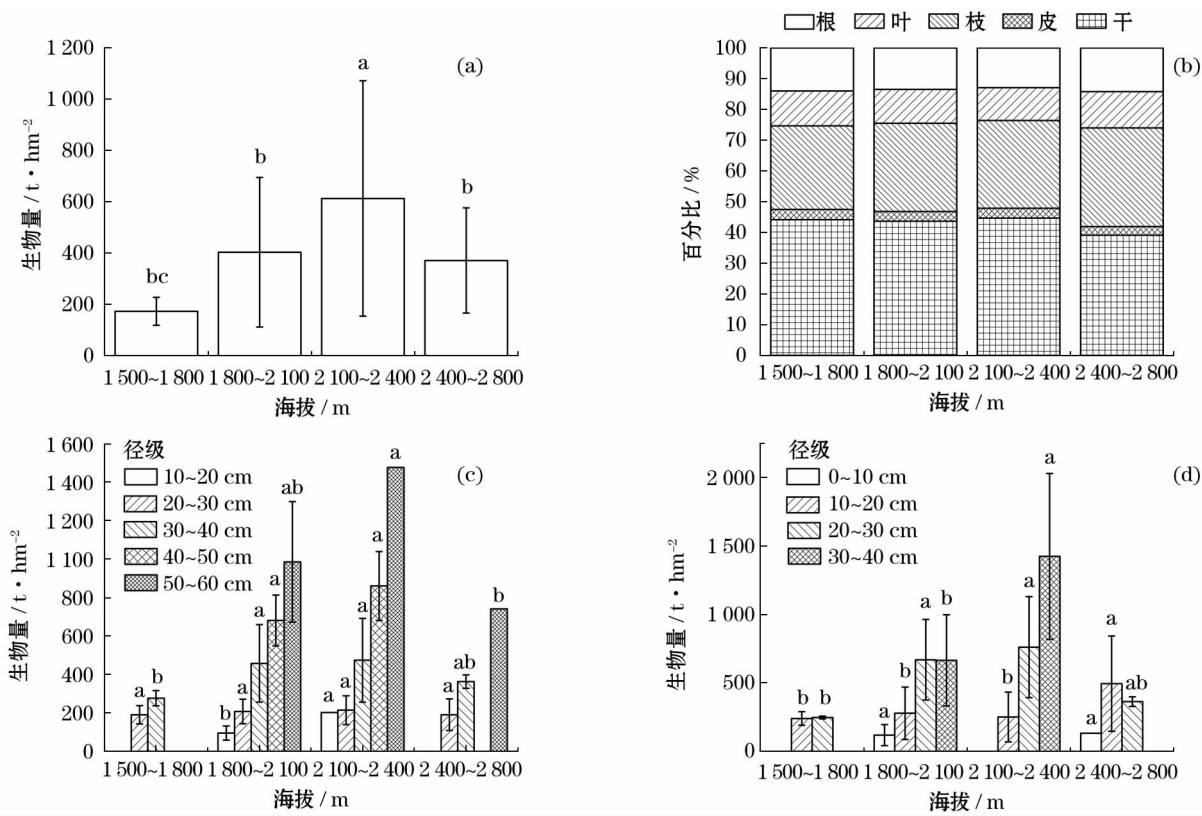 1 200
1 000
800
600
400
200
0
生物量 / t・hm⁻²
(a)
bc
b
a
b
1 500~1 800
1 800~2 100
2 100~2 400
2 400~2 800
海拔 / m
根 叶 枝 皮 干
100
90
80
70
60
50
40
30
20
10
0
百分比 / %
(b)
1 500~1 800
1 800~2 100
2 100~2 400
2 400~2 800
海拔 / m
1 600
1 400
1 200
1 000
800
600
400
200
0
生物量 / t・hm⁻²
径级
10~20 cm
20~30 cm
30~40 cm
40~50 cm
50~60 cm
(c)
a b
b a a a ab
a a a a
a ab b
1 500~1 800
1 800~2 100
2 100~2 400
2 400~2 800
海拔 / m
2 000
1 500
1 000
500
0
生物量 / t・hm⁻²
径级
0~10 cm
10~20 cm
20~30 cm
30~40 cm
(d)
b b
a b a b
b a a
a a ab
1 500~1 800
1 800~2 100
2 100~2 400
2 400~2 800
海拔 / m